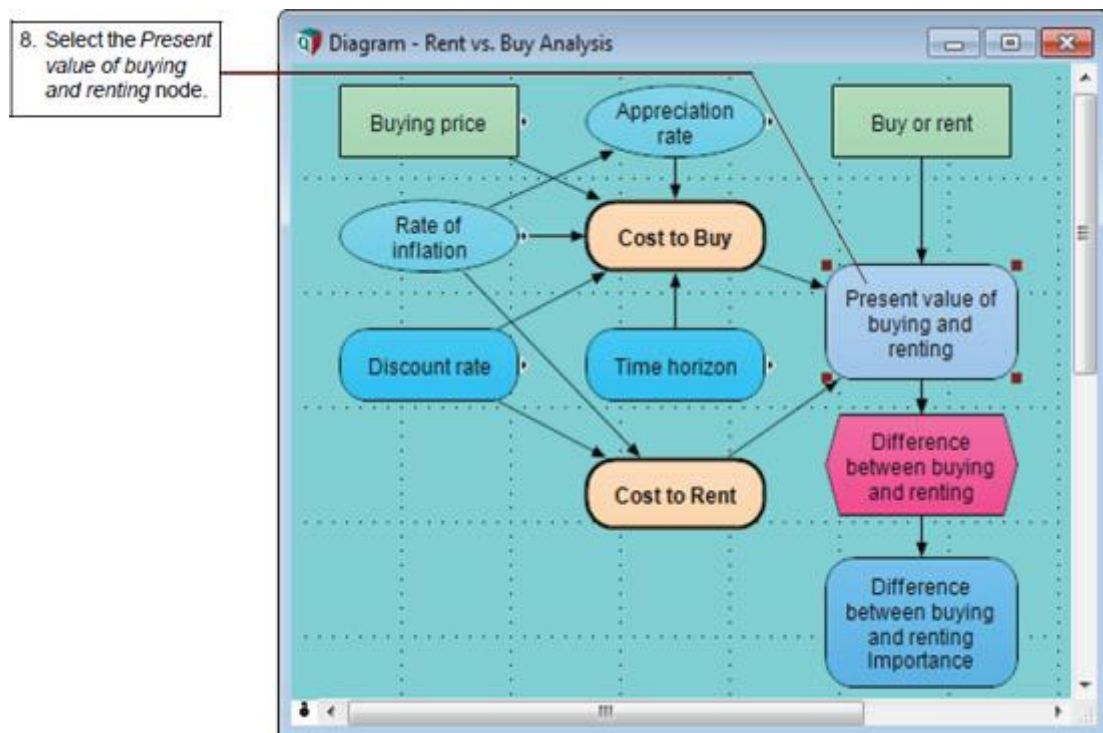 8. Select the Present
value of buying
and renting node.
Diagram - Rent vs. Buy Analysis
Buying price
Appreciation
rate
Buy or rent
Rate of
inflation
Cost to Buy
Present value of
buying and
renting
Discount rate
Time horizon
Difference
between buying
and renting
Cost to Rent
Difference
between buying
and renting
Importance